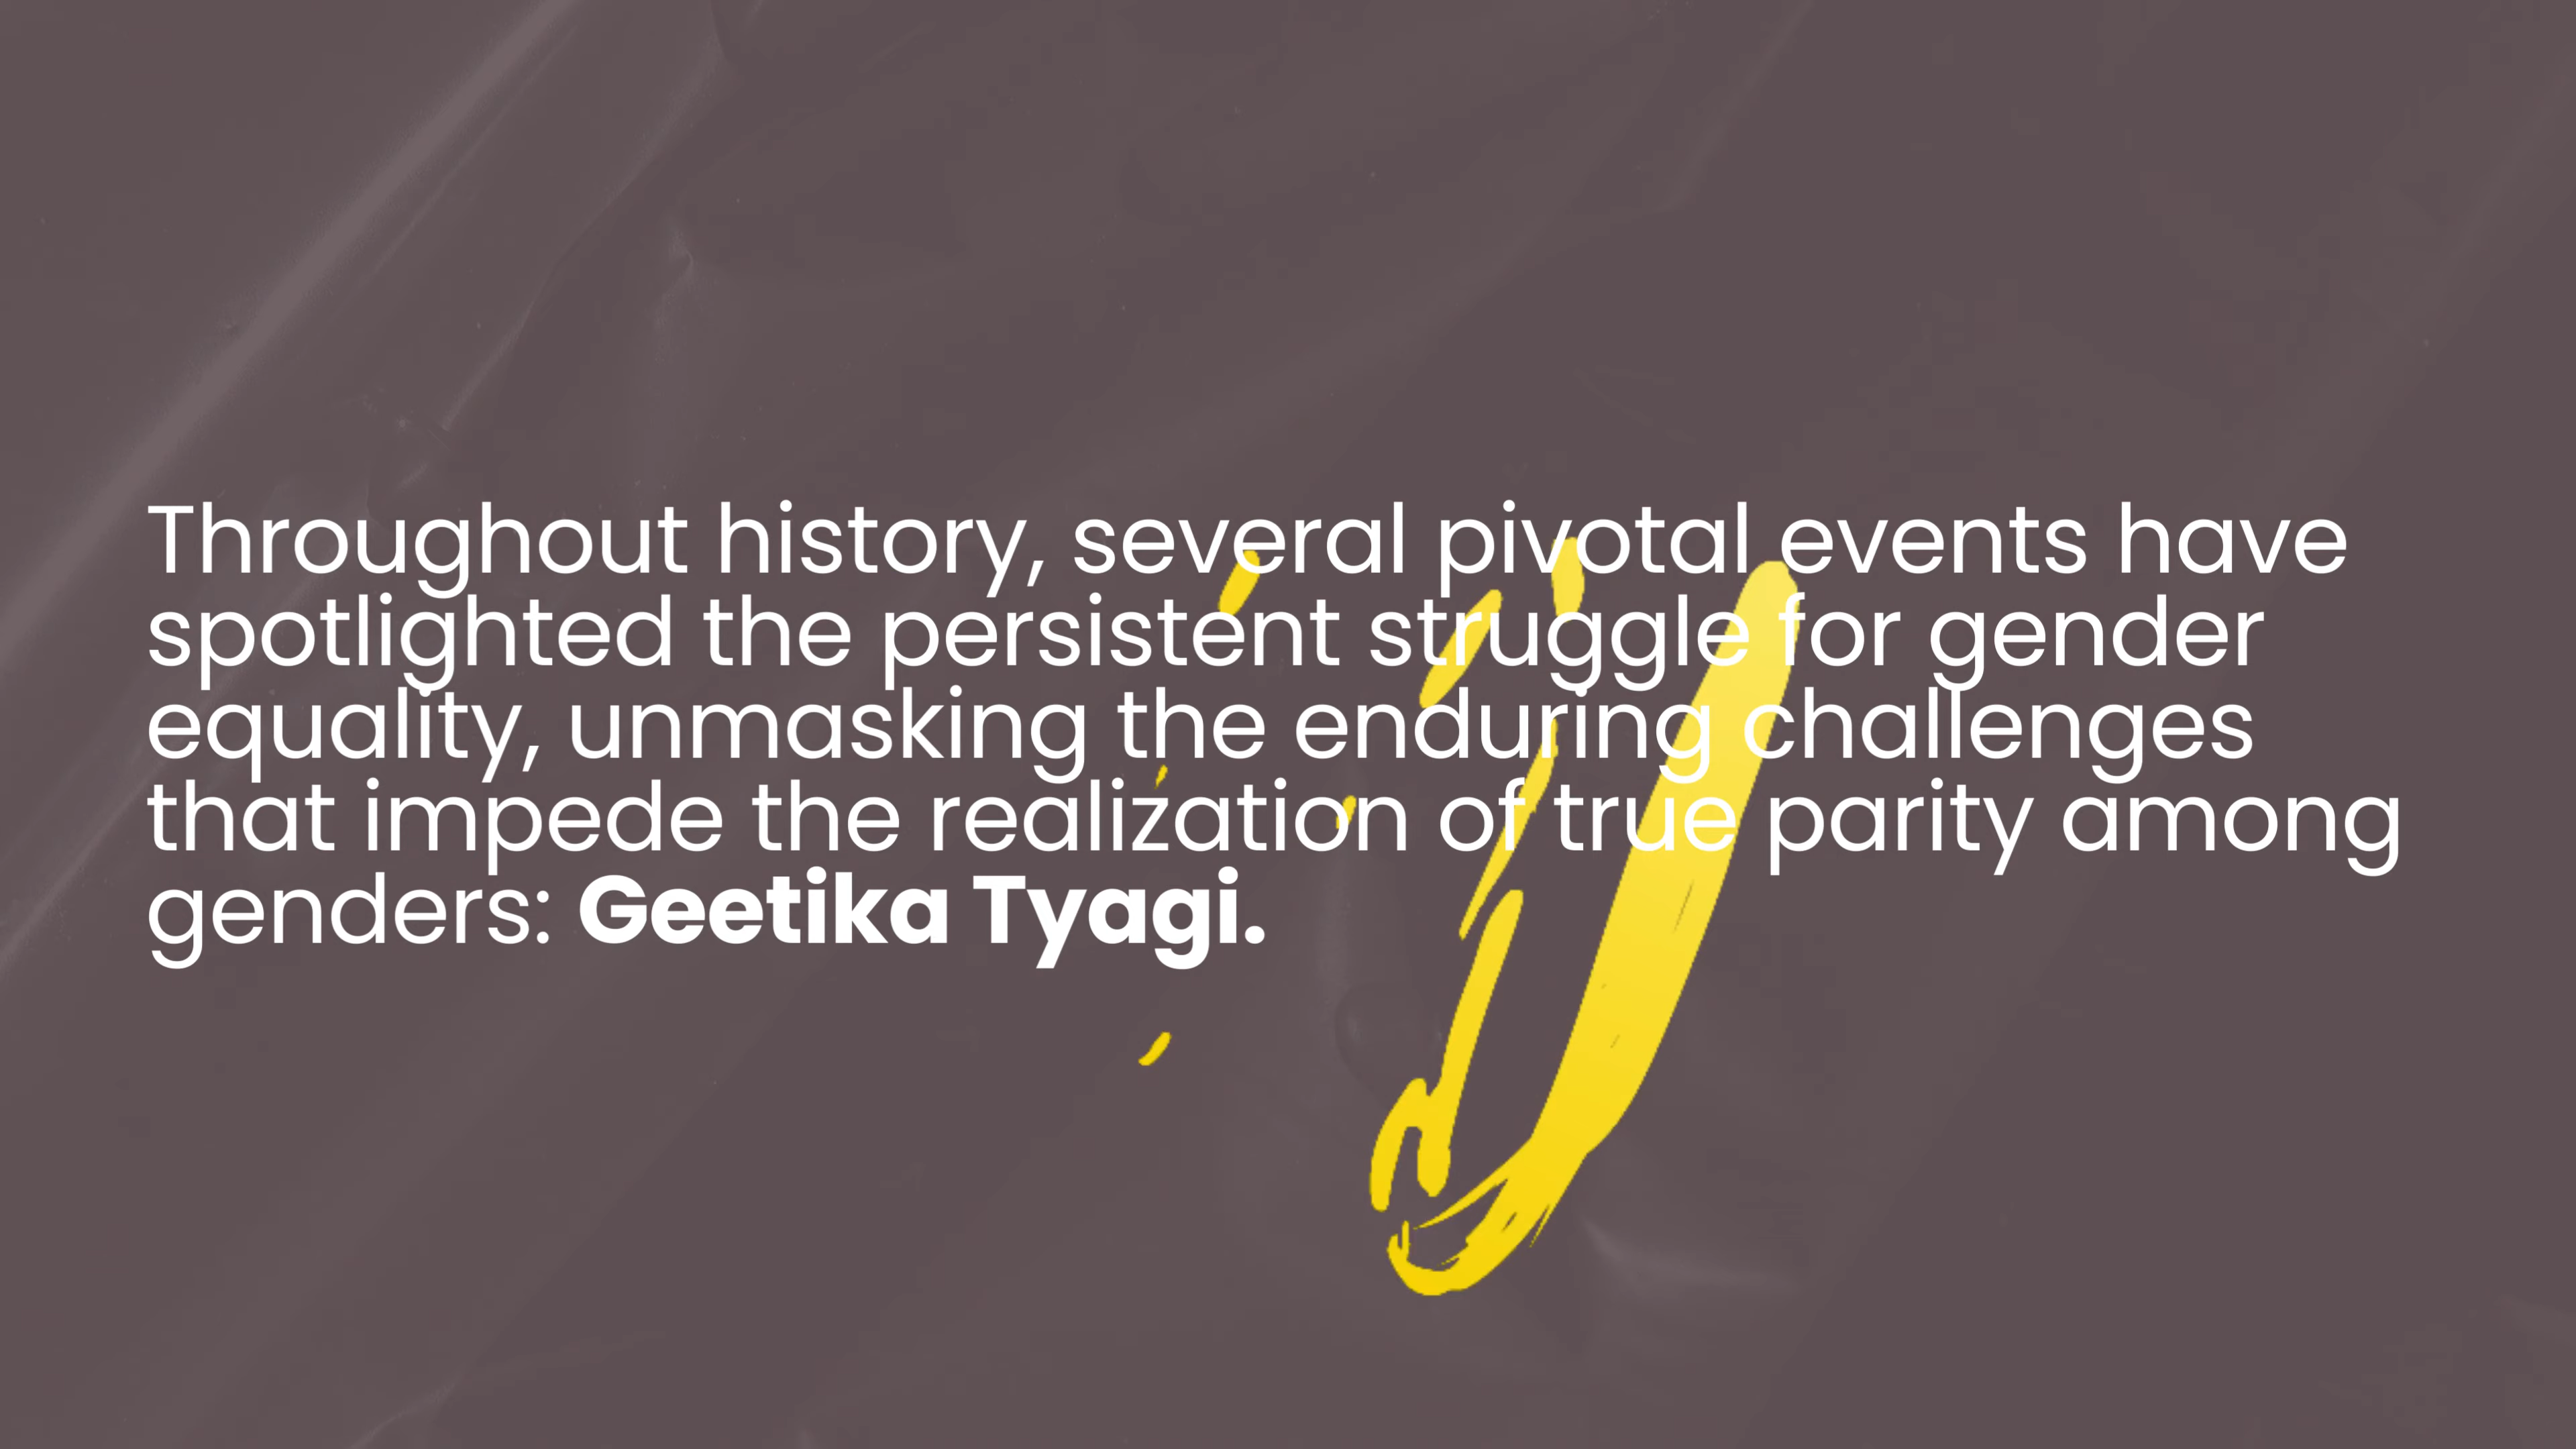 Throughout history, several pivotal events have
spotlighted the persistent struggle for gender
equality, unmasking the enduring challenges
that impede the realization of true parity among
genders: Geetika Tyagi.